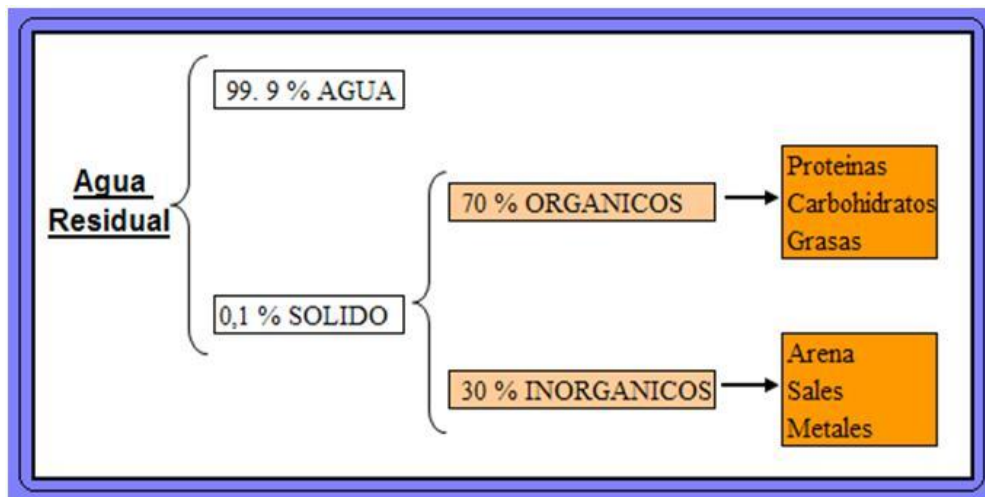 Agua
Residual
99. 9 % AGUA
0,1 % SOLIDO
70 % ORGANICOS
30 % INORGANICOS
Proteinas
Carbohidratos
Grasas
Arena
Sales
Metales